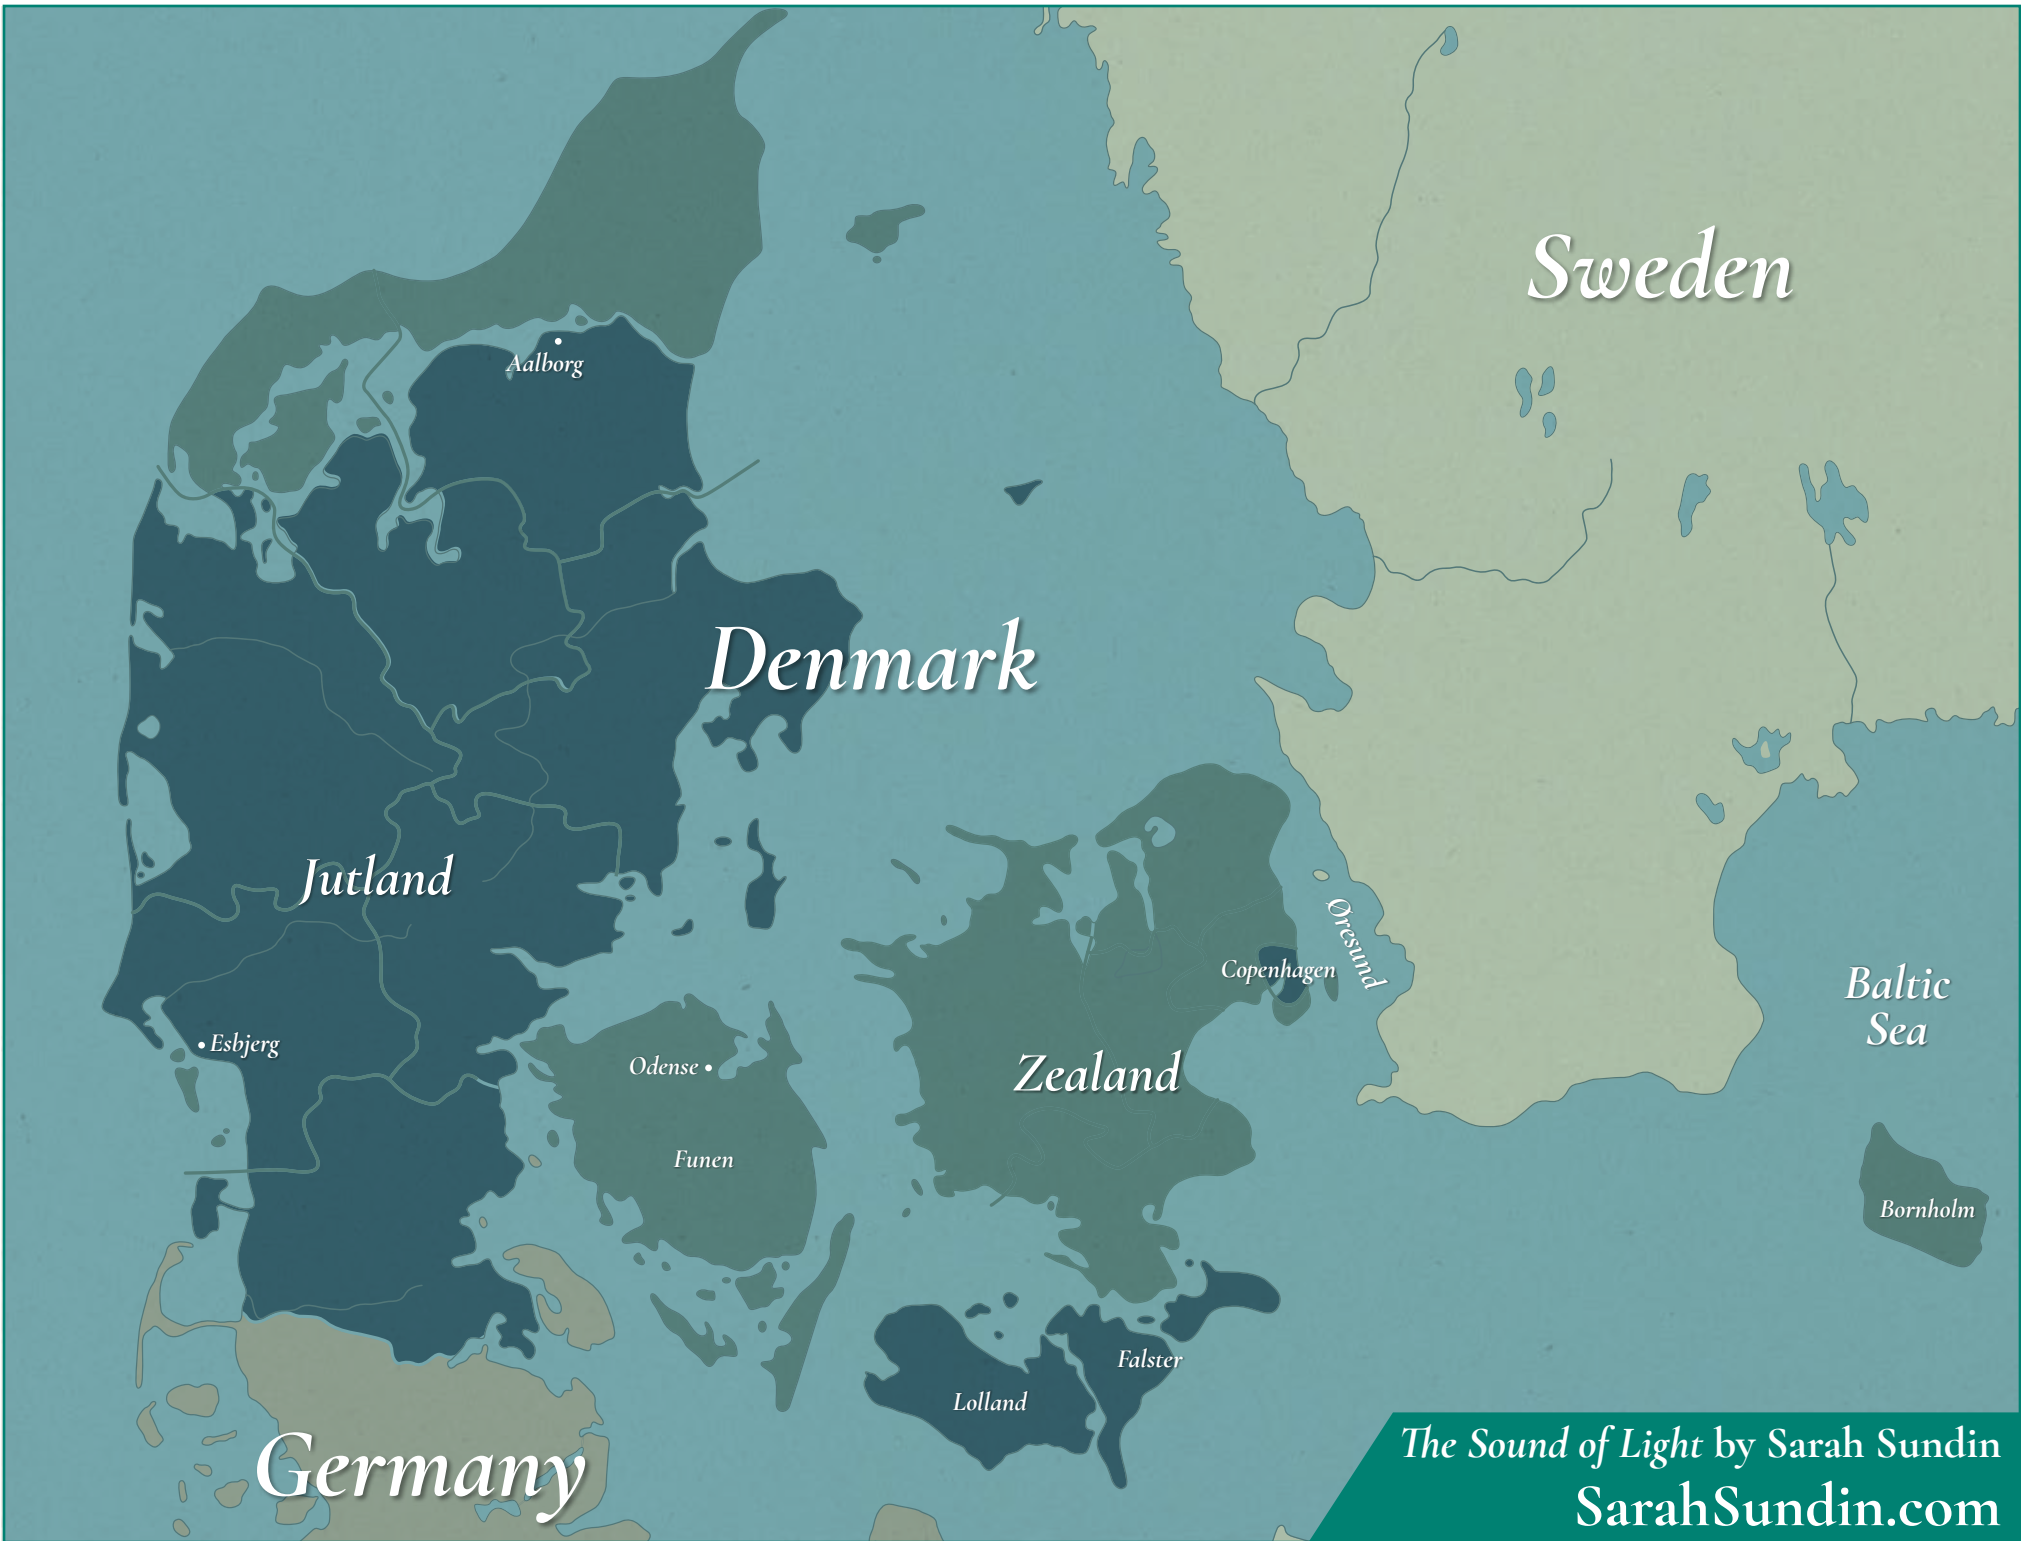 Sweden
Aalborg
Denmark
Jutland
Øresund
Copenhagen
Baltic
Sea
Esbjerg
Odense
Zealand
Funen
Bornholm
Falster
Lolland
Germany
The Sound of Light by Sarah Sundin
SarahSundin.com